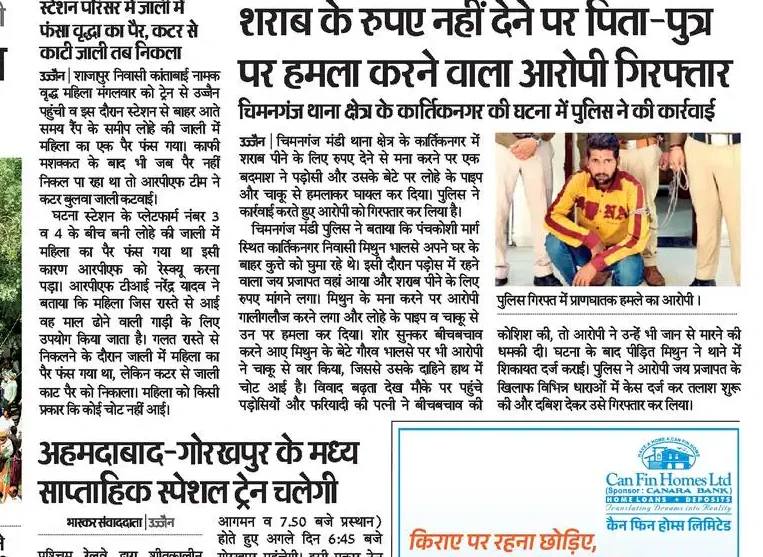 स्टेशन परिसर में जाली में
फंसा वृद्धा का पैर, कटर से
काटी जाली तब निकला
उज्जैन | शाजापुर निवासी कांताबाई नामक
वृद्ध महिला मंगलवार को ट्रेन से उज्जैन
पहुंची व इस दौरान स्टेशन से बाहर आते
समय रैंप के समीप लोहे की जाली में
महिला का एक पैर फंस गया। काफी
मशक्कत के बाद भी जब पैर नहीं
निकल पा रहा था तो आरपीएफ टीम ने
कटर बुलवा जाली कटवाई।
घटना स्टेशन के प्लेटफार्म नंबर 3
व 4 के बीच बनी लोहे की जाली में
महिला का पैर फंस गया था इसी
कारण आरपीएफ को रेस्क्यू करना
पड़ा। आरपीएफ टीआई नरेंद्र यादव ने
बताया कि महिला जिस रास्ते से आई
वह माल ढोने वाली गाड़ी के लिए
उपयोग किया जाता है। गलत रास्ते से
निकलने के दौरान जाली में महिला का
पैर फंस गया था, लेकिन कटर से जाली
काट पैर को निकाला। महिला को किसी
प्रकार कि कोई चोट नहीं आई।
शराब के रुपए नहीं देने पर पिता-पुत्र
पर हमला करने वाला आरोपी गिरफ्तार
चिमनगंज थाना क्षेत्र के कार्तिकनगर की घटना में पुलिस ने की कार्रवाई
उज्जैन | चिमनगंज मंडी थाना क्षेत्र के कार्तिकनगर में
शराब पीने के लिए रुपए देने से मना करने पर एक
बदमाश ने पड़ोसी और उसके बेटे पर लोहे के पाइप
और चाकू से हमलाकर घायल कर दिया। पुलिस ने
कार्रवाई करते हुए आरोपी को गिरफ्तार कर लिया है।
चिमनगंज मंडी पुलिस ने बताया कि पंचकोशी मार्ग
स्थित कार्तिकनगर निवासी मिथुन भालसे अपने घर के
बाहर कुत्ते को घुमा रहे थे। इसी दौरान पड़ोस में रहने
वाला जय प्रजापत वहां आया और शराब पीने के लिए
रुपए मांगने लगा। मिथुन के मना करने पर आरोपी
गालीगलौज करने लगा और लोहे के पाइप व चाकू से
उन पर हमला कर दिया। शोर सुनकर बीचबचाव
करने आए मिथुन के बेटे गौरव भालसे पर भी आरोपी
ने चाकू से वार किया, जिससे उसके दाहिने हाथ में
चोट आई है। विवाद बढ़ता देख मौके पर पहुंचे
पड़ोसियों और फरियादी की पत्नी ने बीचबचाव की
पुलिस गिरफ्त में प्राणघातक हमले का आरोपी।
कोशिश की, तो आरोपी ने उन्हें भी जान से मारने की
धमकी दी। घटना के बाद पीड़ित मिथुन ने थाने में
शिकायत दर्ज कराई। पुलिस ने आरोपी जय प्रजापत के
खिलाफ विभिन्न धाराओं में केस दर्ज कर तलाश शुरू
की और दबिश देकर उसे गिरफ्तार कर लिया।
अहमदाबाद-गोरखपुर के मध्य
साप्ताहिक स्पेशल ट्रेन चलेगी
भास्कर संवाददाता | उज्जैन
आगमन व 7.50 बजे प्रस्थान)
होते हुए अगले दिन 6:45 बजे
HAVE A HOME • CAN FIN HOME
Can Fin Homes Ltd
(Sponsor : CANARA BANK)
HOME LOANS • DEPOSITS
Translating Dreams into Reality
कैन फिन होम्स लिमिटेड
किराए पर रहना छोड़िए,